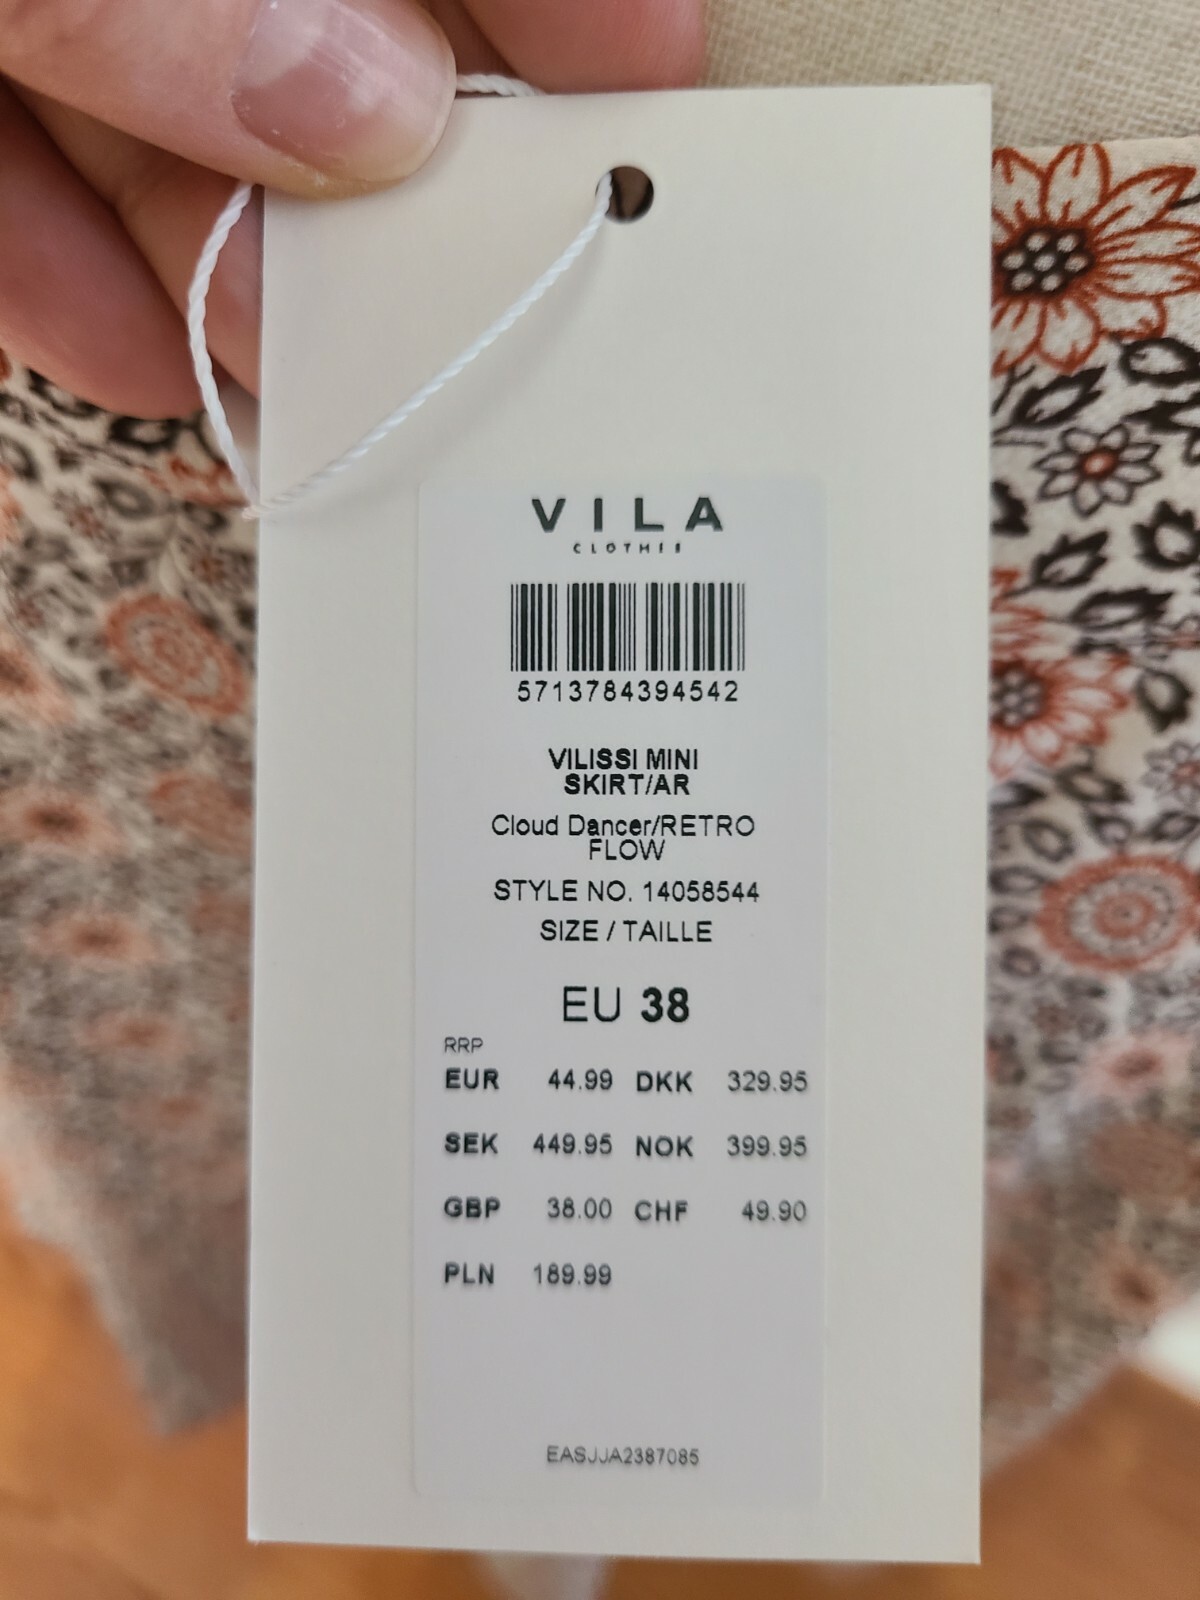 VILA
CLOTHES
5713784394542
VILISSI MINI
SKIRT/AR
Cloud Dancer/RETRO
FLOW
STYLE NO. 14058544
SIZE / TAILLE
EU 38
RRP
EUR 44.99 DKK 329.95
SEK 449.95 NOK 399.95
GBP 38.00 CHF 49.90
PLN 189.99
EASJJA2387085